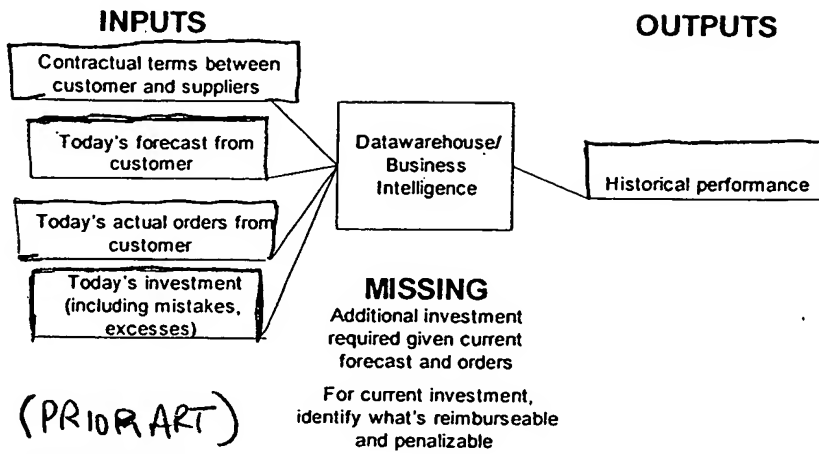 INPUTS
OUTPUTS
Contractual terms between
customer and suppliers
Today's forecast from
customer
Today's actual orders from
customer
Today's investment
(including mistakes,
excesses)
Datawarehouse/
Business
Intelligence
Historical performance
MISSING
Additional investment
required given current
forecast and orders
For current investment,
identify what's reimburseable
and penalizable
(PRIOR ART)